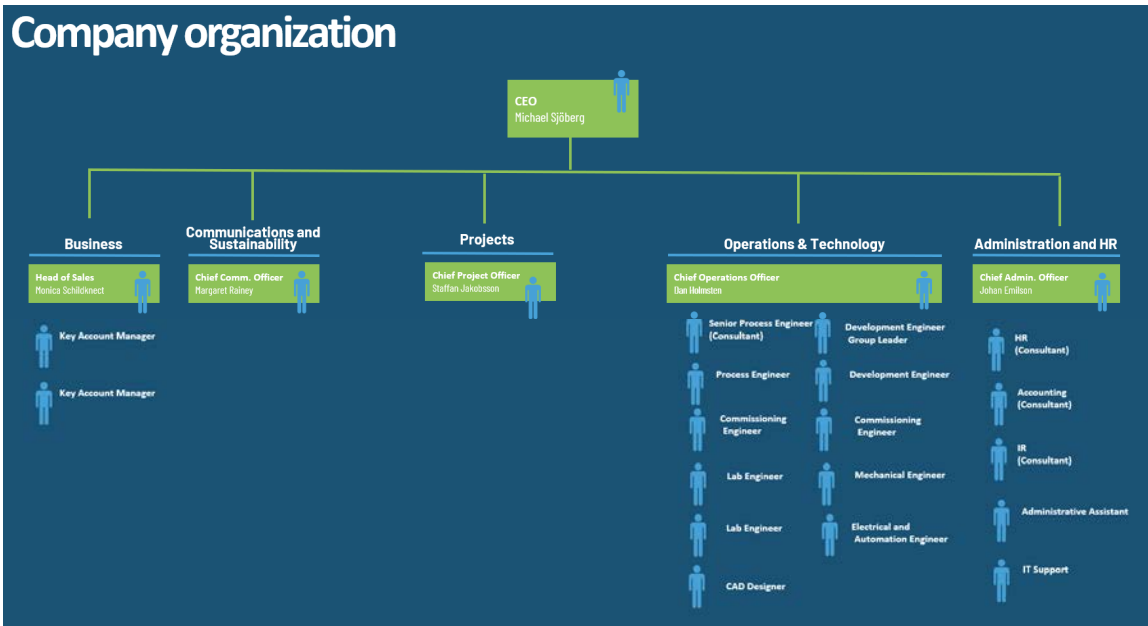 Company organization
CEO
Michael Sjöberg
Business
Head of Sales
Monica Schildknect
Key Account Manager
Key Account Manager
Communications and
Sustainability
Chief Comm. Officer
Margaret Rainey
Projects
Chief Project Officer
Staffan Jakobsson
Operations & Technology
Chief Operations Officer
Dan Holmsten
Senior Process Engineer
(Consultant)
Process Engineer
Commissioning
Engineer
Lab Engineer
Lab Engineer
CAD Designer
Development Engineer
Group Leader
Development Engineer
Commissioning
Engineer
Mechanical Engineer
Electrical and
Automation Engineer
Administration and HR
Chief Admin. Officer
Johan Emilson
HR
(Consultant)
Accounting
(Consultant)
IR
(Consultant)
Administrative Assistant
IT Support